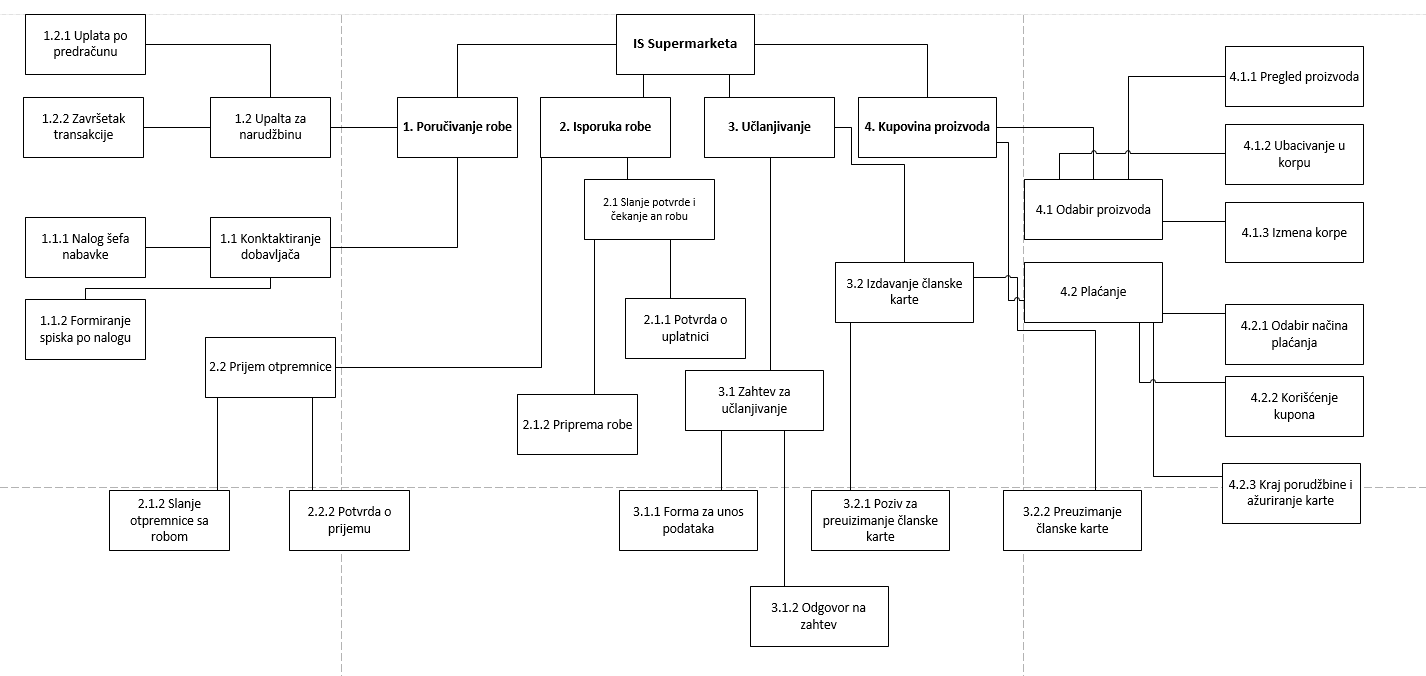 IS Supermarketa
1. Poručivanje robe
2. Isporuka robe
3. Učlanjivanje
4. Kupovina proizvoda
1.2.1 Uplata po
predračunu
1.2.2 Završetak
transakcije
1.2 Upalta za
narudžbinu
1.1.1 Nalog šefa
nabavke
1.1 Konktaktiranje
dobavljača
1.1.2 Formiranje
spiska po nalogu
2.1 Slanje potvrde i
čekanje an robu
2.1.1 Potvrda o
uplatnici
2.1.2 Priprema robe
2.2 Prijem otpremnice
2.1.2 Slanje
otpremnice sa
robom
2.2.2 Potvrda o
prijemu
3.1 Zahtev za
učlanjivanje
3.1.1 Forma za unos
podataka
3.1.2 Odgovor na
zahtev
3.2 Izdavanje članske
karte
3.2.1 Poziv za
preuizimanje članske
karte
3.2.2 Preuzimanje
članske karte
4.1 Odabir proizvoda
4.1.1 Pregled proizvoda
4.1.2 Ubacivanje u
korpu
4.1.3 Izmena korpe
4.2 Plaćanje
4.2.1 Odabir načina
plaćanja
4.2.2 Korišćenje
kupona
4.2.3 Kraj porudžbine i
ažuriranje karte